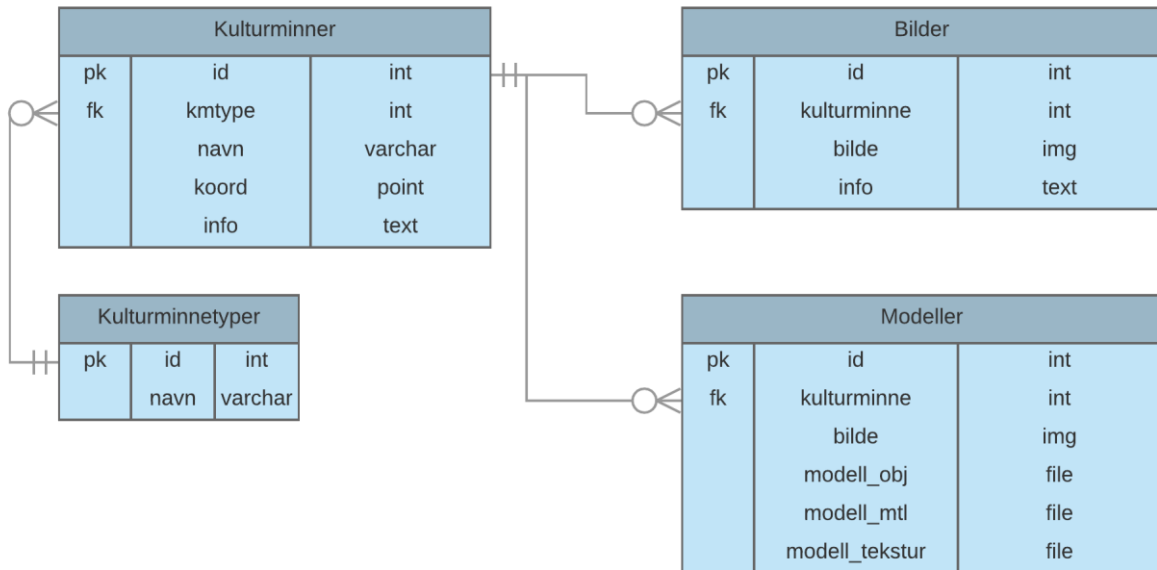 Kulturminner
pk id int
fk kmtype int
navn varchar
koord point
info text
Bilder
pk id int
fk kulturminne int
bilde img
info text
Kulturminnetyper
pk id int
navn varchar
Modeller
pk id int
fk kulturminne int
bilde img
modell_obj file
modell_mtl file
modell_tekstur file